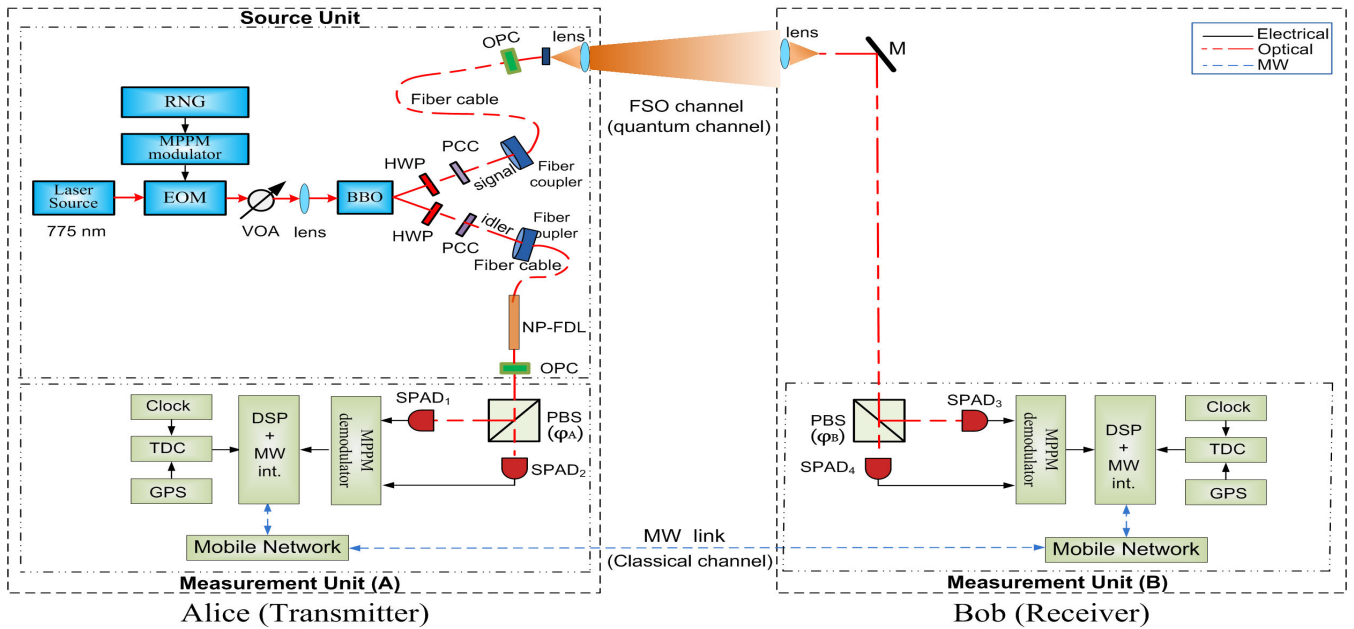 Source Unit
OPC
lens
lens
M
Electrical
Optical
MW
Fiber cable
FSO channel
(quantum channel)
RNG
MPPM
modulator
HWP
PCC
signal
Fiber
coupler
Laser
Source
EOM
BBO
775 nm
VOA
lens
HWP
PCC
idler
Fiber
coupler
Fiber cable
NP-FDL
OPC
Clock
TDC
GPS
DSP
+
MW
int.
MPPM
demodulator
SPAD1
PBS
(φA)
SPAD2
Mobile Network
PBS
(φB)
SPAD3
SPAD4
MPPM
demodulator
DSP
+
MW
int.
Clock
TDC
GPS
Mobile Network
MW link
(Classical channel)
Measurement Unit (A)
Measurement Unit (B)
Alice (Transmitter)
Bob (Receiver)